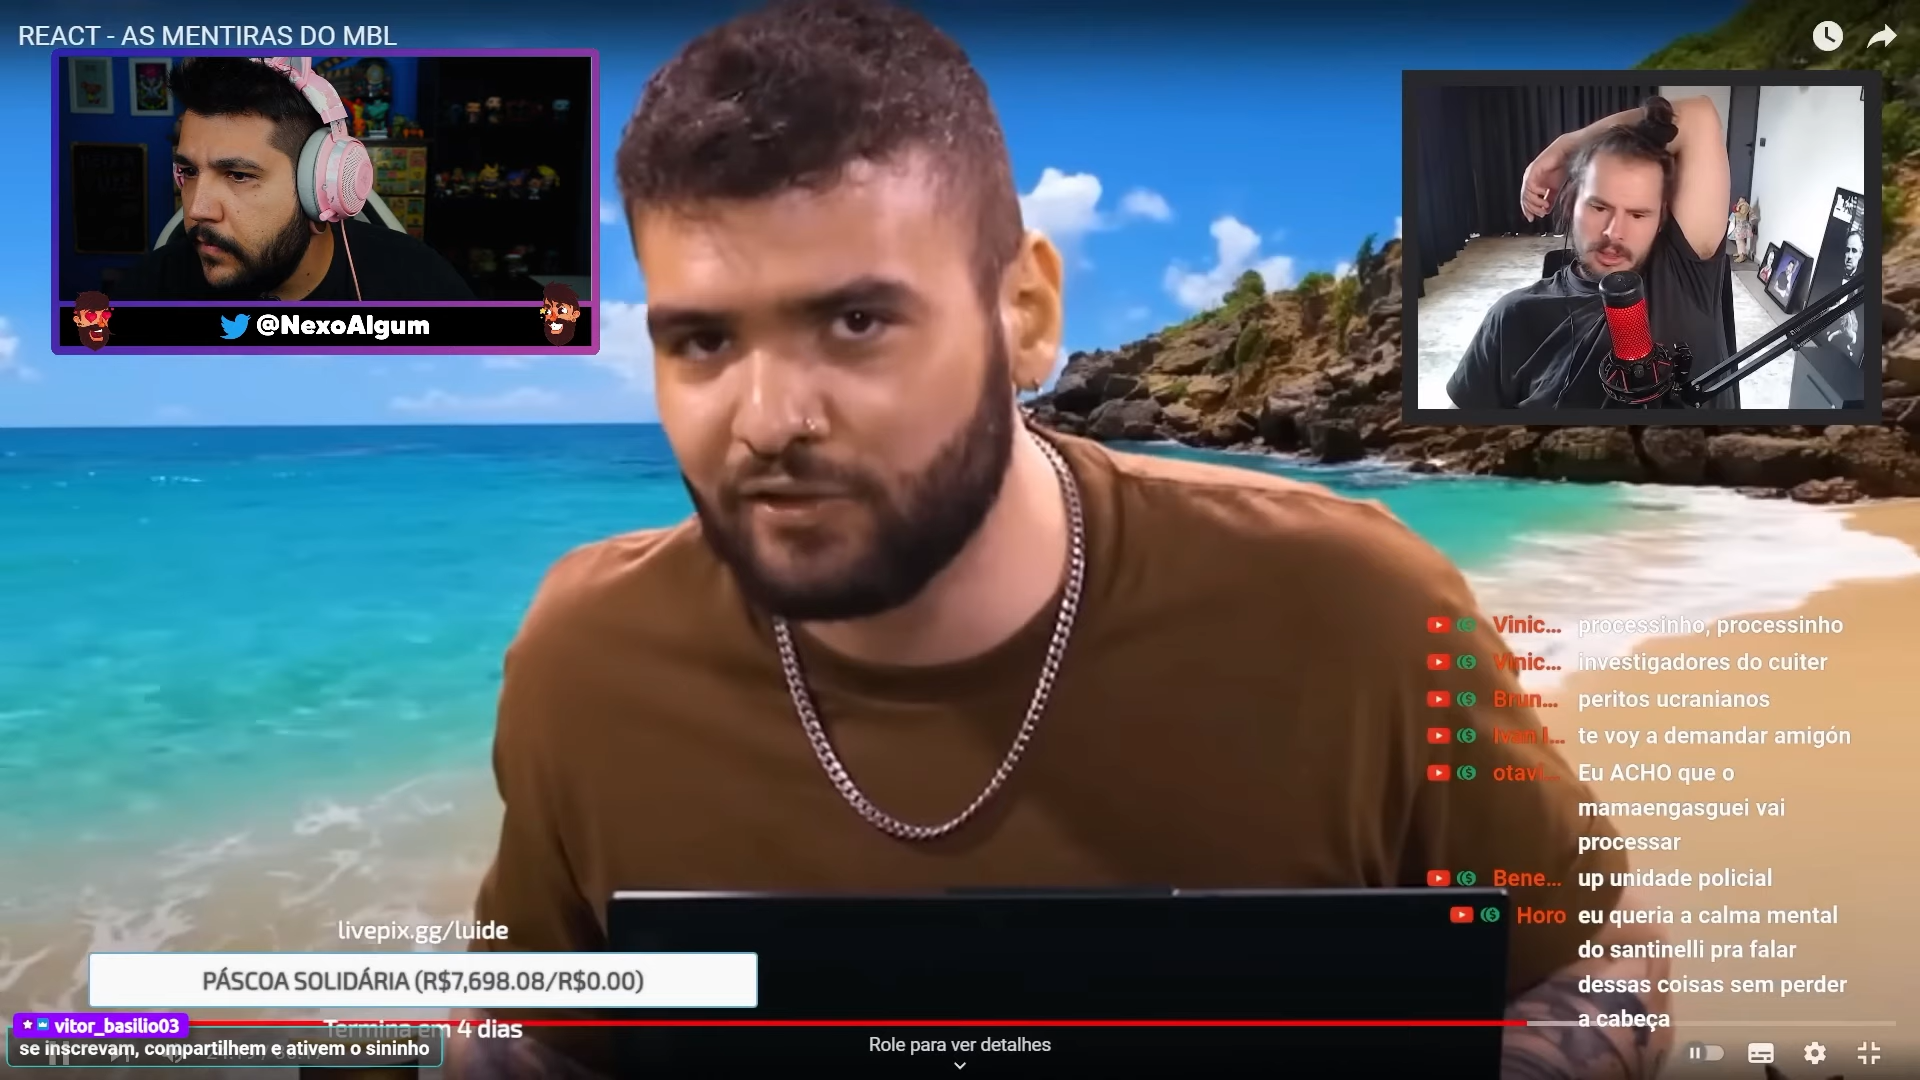 REACT - AS MENTIRAS DO MBL
@NexoAlgum
Vinic... processinho, processinho
Vinic... investigadores do cuiter
Brun... peritos ucranianos
Ivan l... te voy a demandar amigón
otavi... Eu ACHO que o
mamaengasguei vai
processar
Bene... up unidade policial
Horo eu queria a calma mental
do santinelli pra falar
dessas coisas sem perder
a cabeça
livepix.gg/luide
PÁSCOA SOLIDÁRIA (R$7,698.08/R$0.00)
Termina em 4 dias
vitor_basilio03
se inscrevam, compartilhem e ativem o sininho
Role para ver detalhes